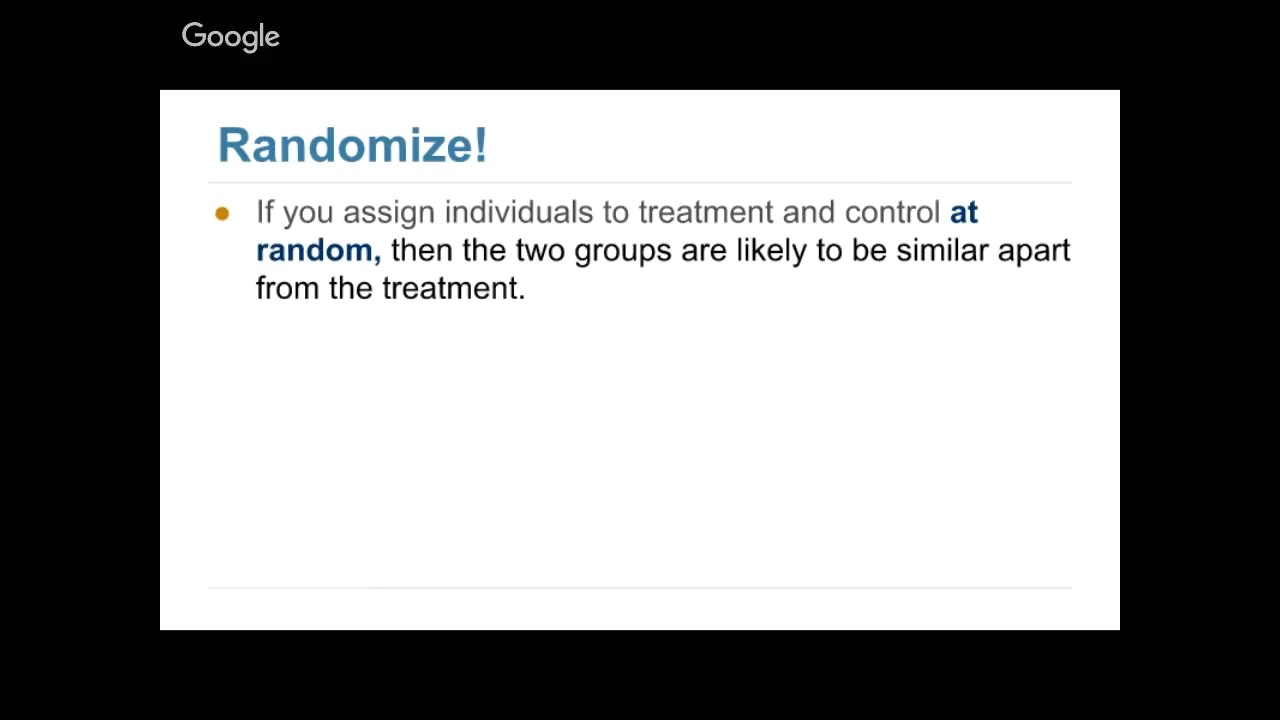 Google
Randomize!
If you assign individuals to treatment and control at
random, then the two groups are likely to be similar apart
from the treatment.